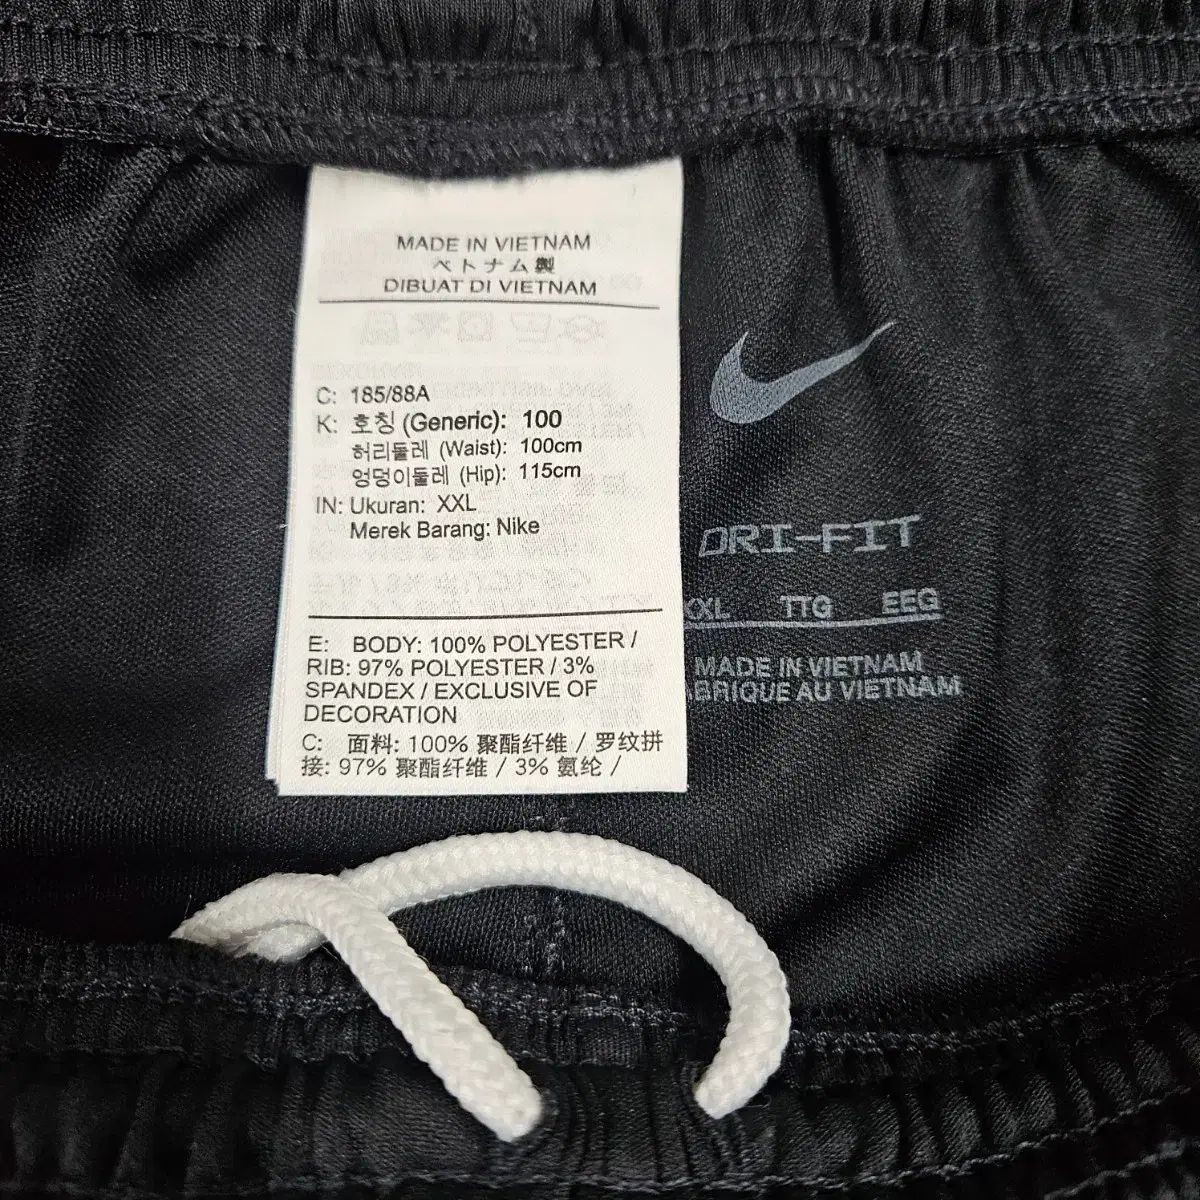 MADE IN VIETNAM
ベトナム製
DIBUAT DI VIETNAM
C: 185/88A
K: 호칭 (Generic): 100
허리둘레 (Waist): 100cm
엉덩이둘레 (Hip): 115cm
IN: Ukuran: XXL
Merek Barang: Nike
E: BODY: 100% POLYESTER /
RIB: 97% POLYESTER / 3%
SPANDEX / EXCLUSIVE OF
DECORATION
C: 面料: 100% 聚酯纤维 / 罗纹拼
接: 97% 聚酯纤维 / 3% 氨纶 /
DRI-FIT
XXL TTG EEG
MADE IN VIETNAM
ABRIQUE AU VIETNAM